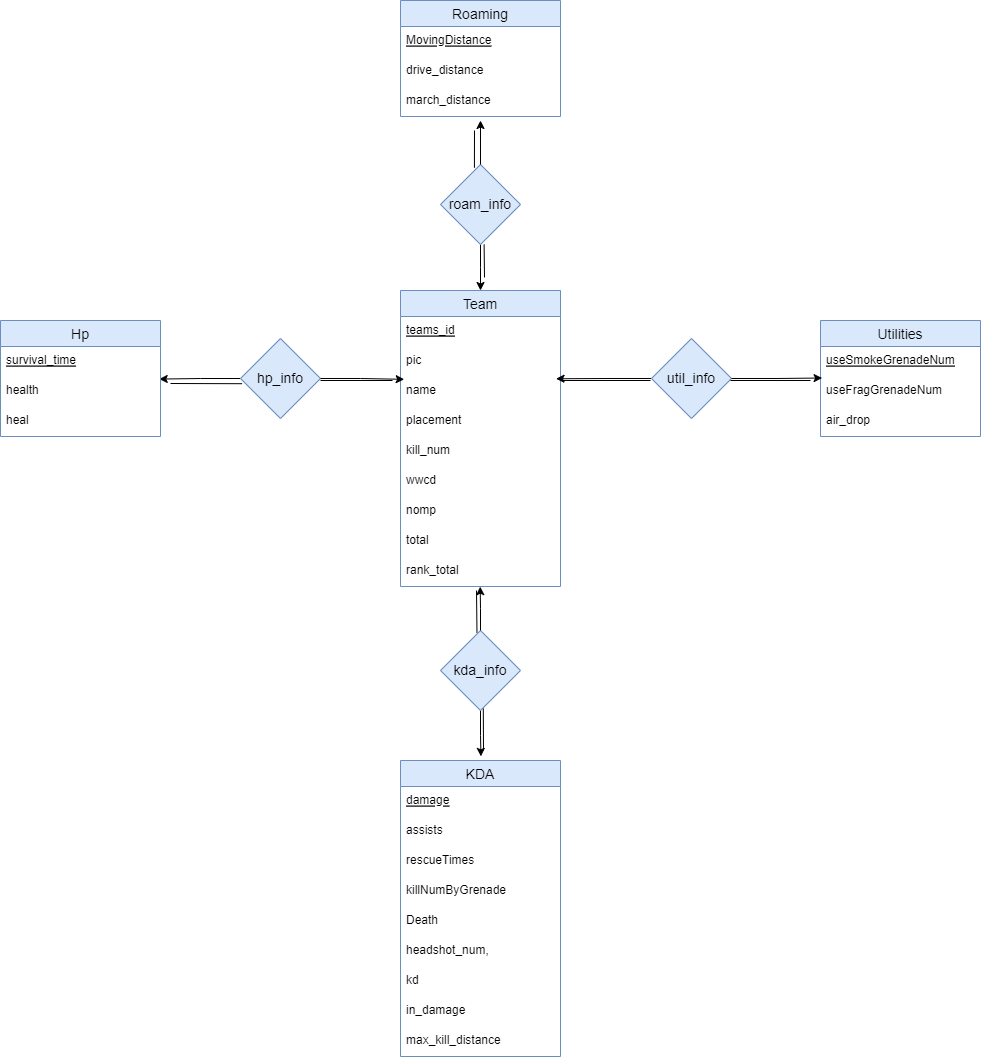 Roaming
MovingDistance
drive_distance
march_distance
roam_info
Team
teams_id
pic
name
placement
kill_num
wwcd
nomp
total
rank_total
Hp
survival_time
health
heal
hp_info
util_info
Utilities
useSmokeGrenadeNum
useFragGrenadeNum
air_drop
kda_info
KDA
damage
assists
rescueTimes
killNumByGrenade
Death
headshot_num,
kd
in_damage
max_kill_distance